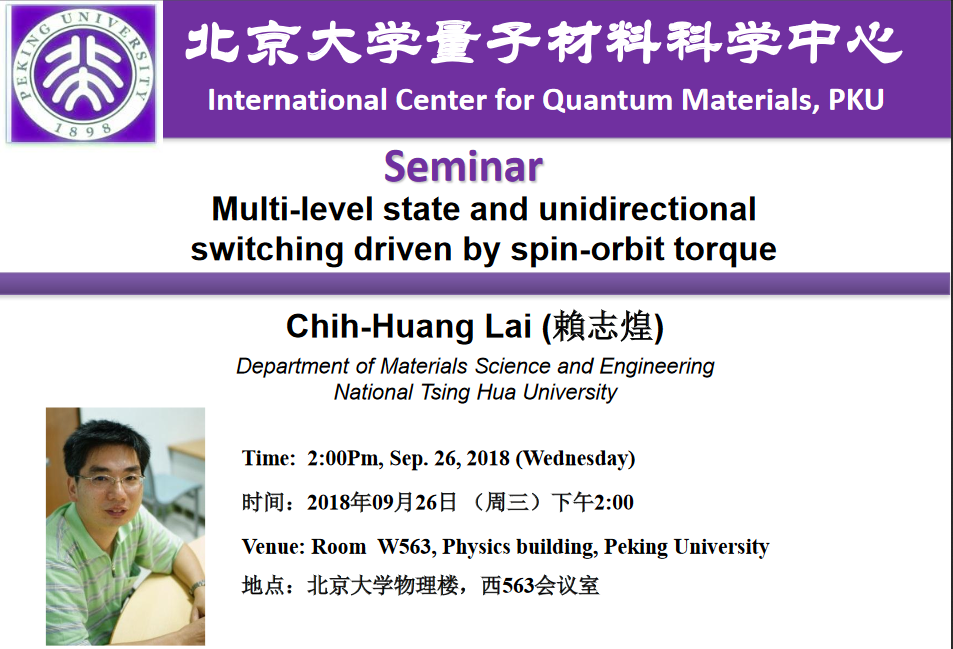 PEKING UNIVERSITY
1898
北京大学量子材料科学中心
International Center for Quantum Materials, PKU
Seminar
Multi-level state and unidirectional
switching driven by spin-orbit torque
Chih-Huang Lai (賴志煌)
Department of Materials Science and Engineering
National Tsing Hua University
Time:  2:00Pm, Sep. 26, 2018 (Wednesday)
时间：2018年09月26日 （周三）下午2:00
Venue: Room  W563, Physics building, Peking University
地点：北京大学物理楼，西563会议室